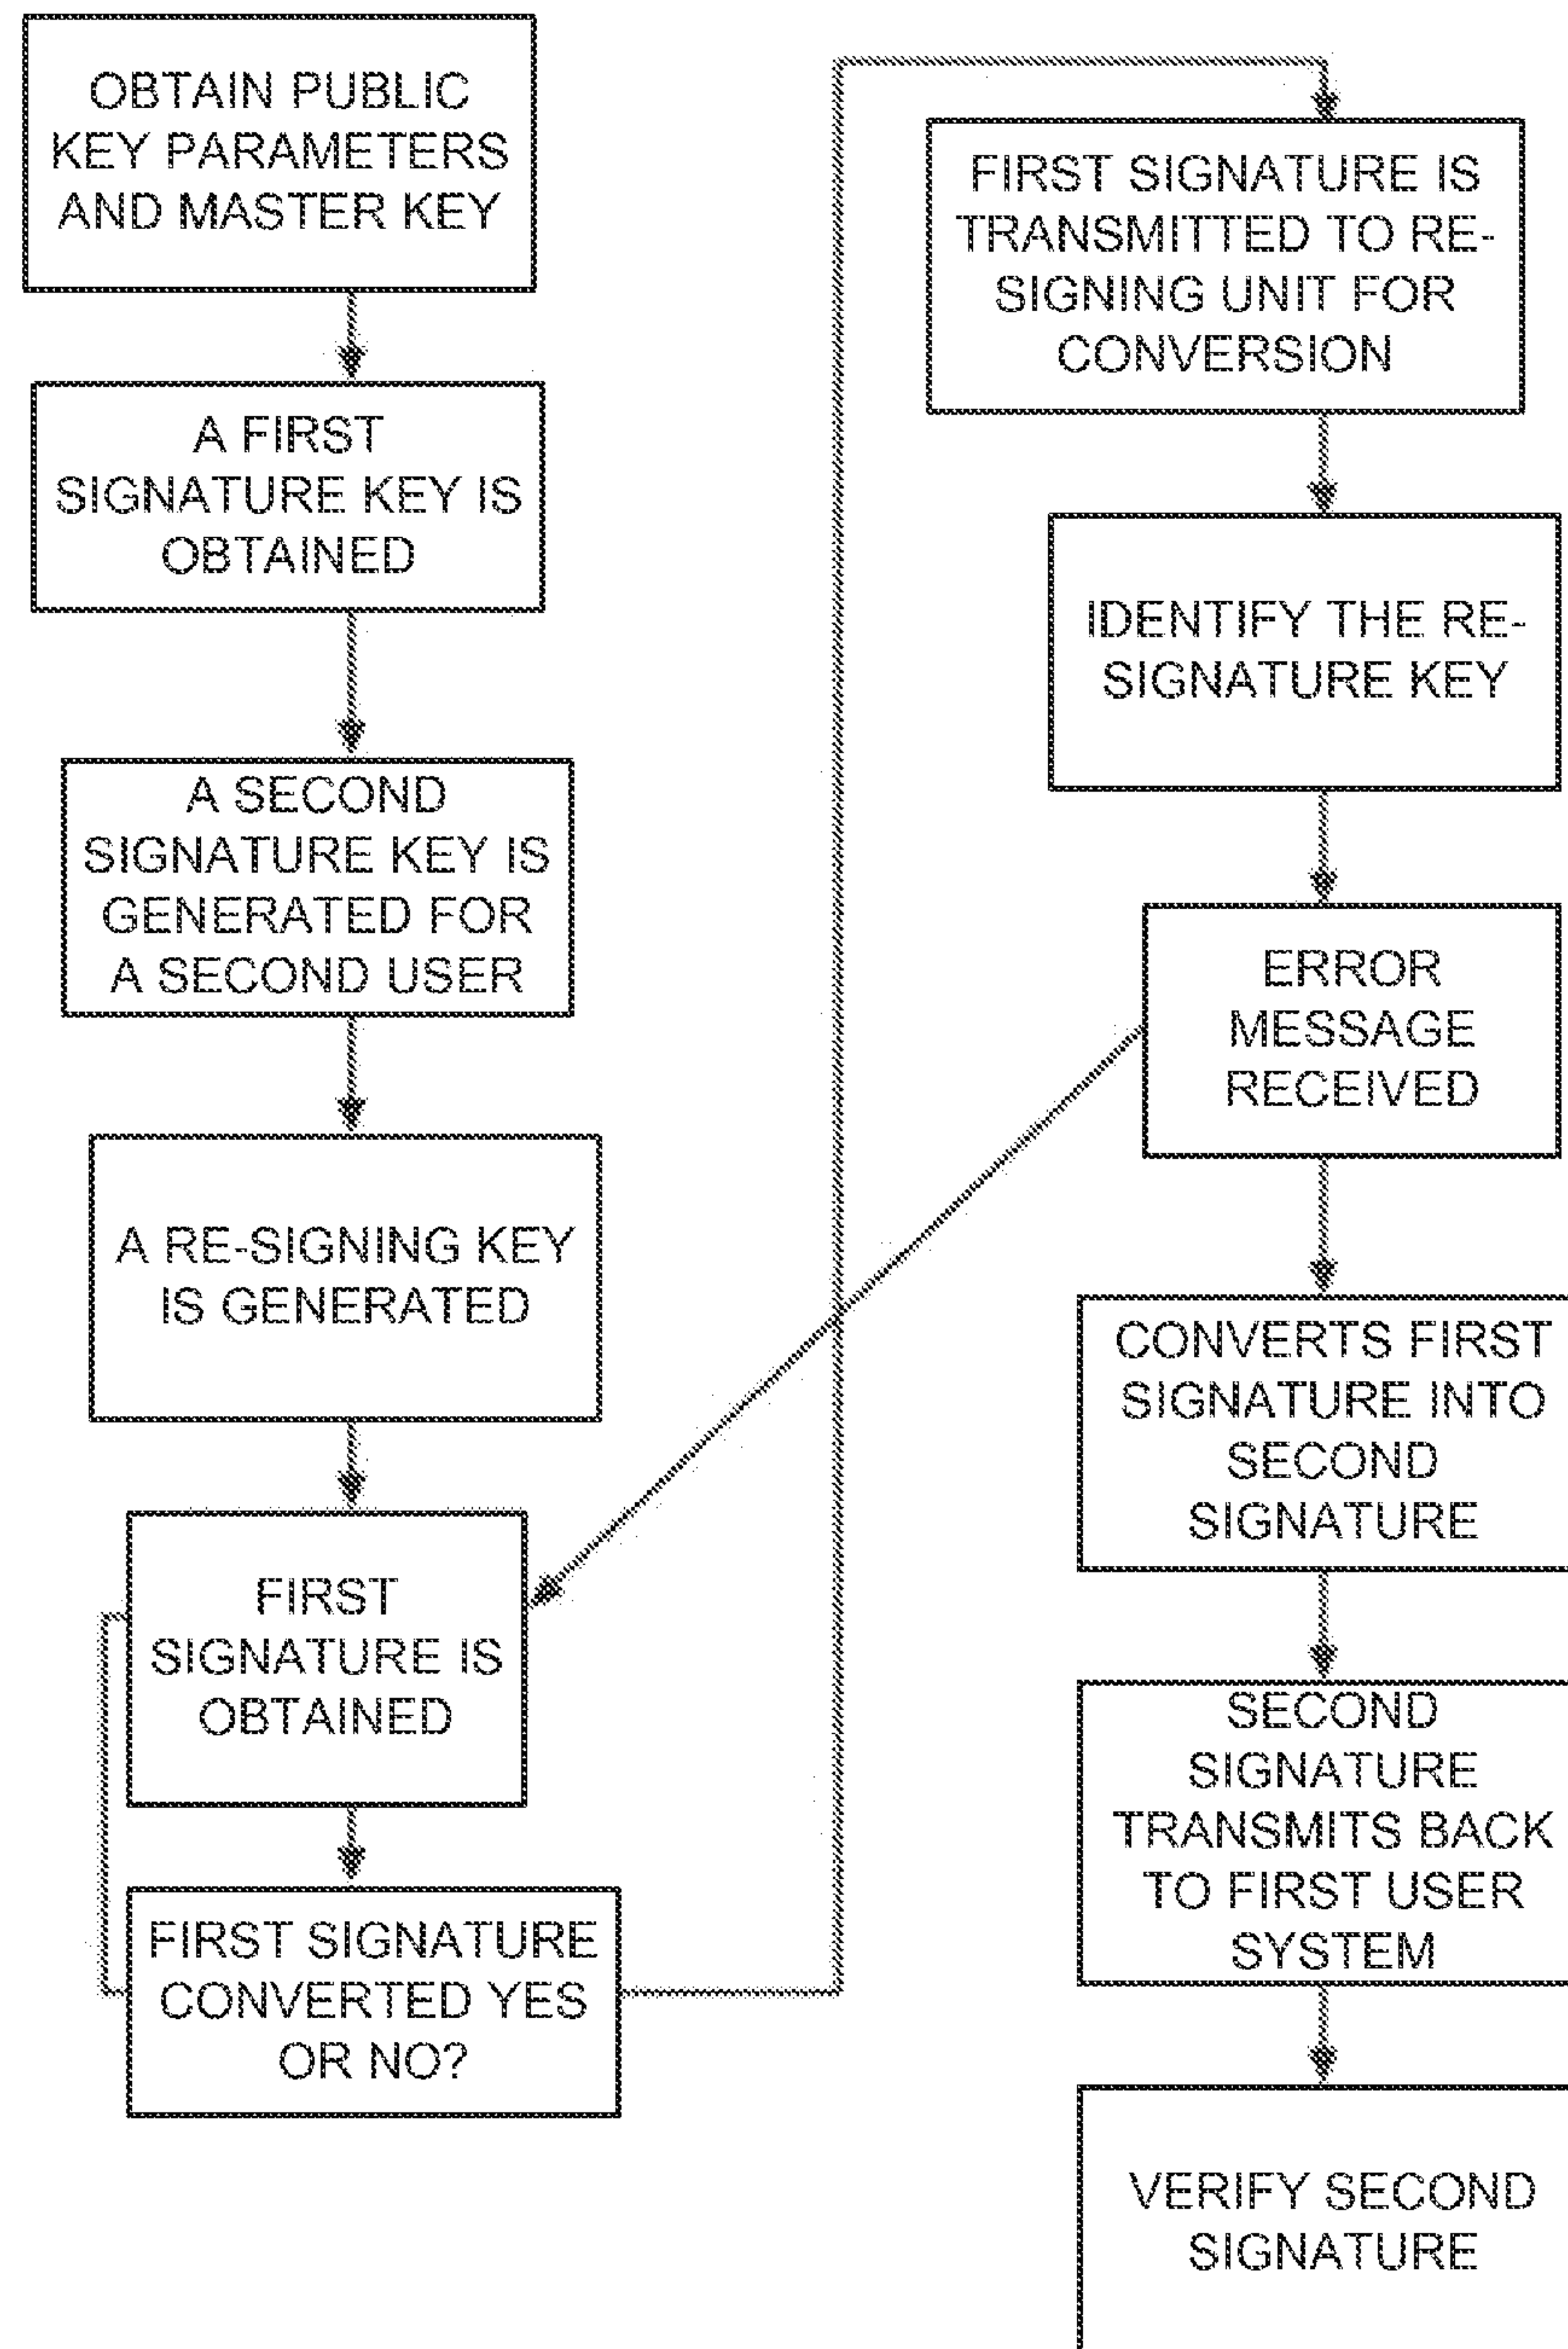 OBTAIN PUBLIC
KEY PARAMETERS
AND MASTER KEY
A FIRST
SIGNATURE KEY IS
OBTAINED
A SECOND
SIGNATURE KEY IS
GENERATED FOR
A SECOND USER
A RE-SIGNING KEY
IS GENERATED
FIRST
SIGNATURE IS
OBTAINED
FIRST SIGNATURE
CONVERTED YES
OR NO?
FIRST SIGNATURE IS
TRANSMITTED TO RE-
SIGNING UNIT FOR
CONVERSION
IDENTIFY THE RE-
SIGNATURE KEY
ERROR
MESSAGE
RECEIVED
CONVERTS FIRST
SIGNATURE INTO
SECOND
SIGNATURE
SECOND
SIGNATURE
TRANSMITS BACK
TO FIRST USER
SYSTEM
VERIFY SECOND
SIGNATURE